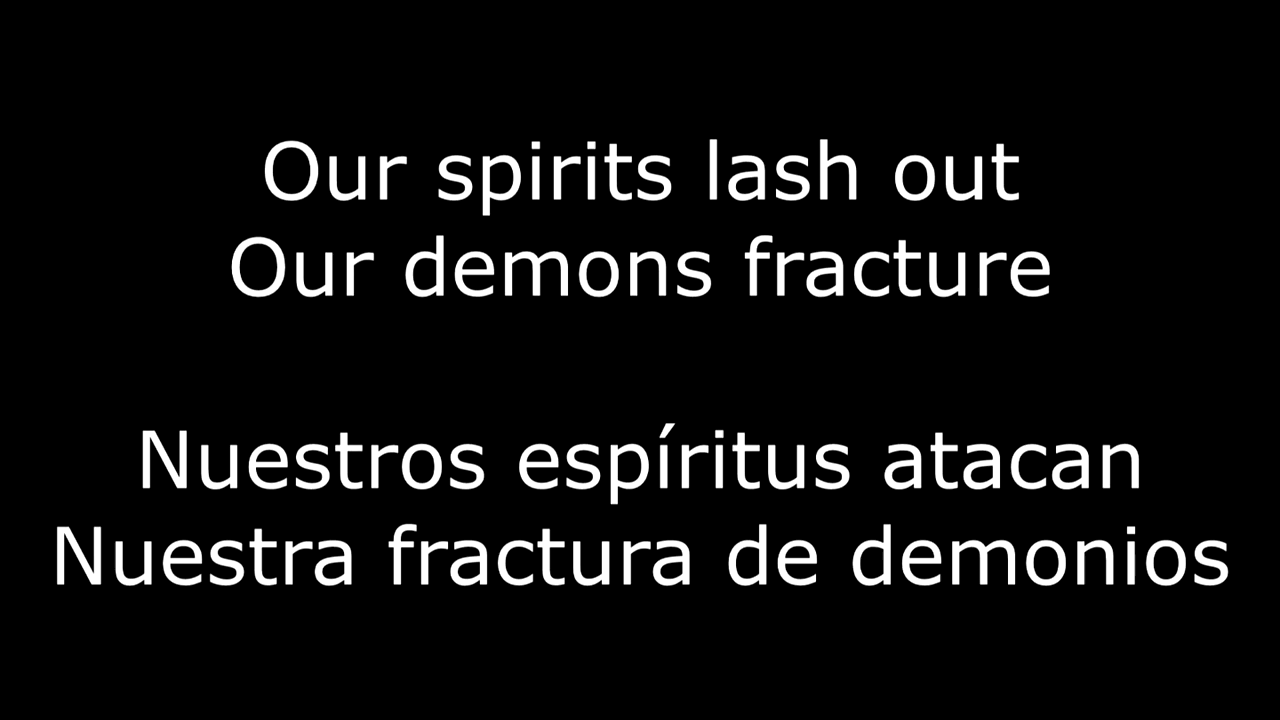 Our spirits lash out
Our demons fracture
Nuestros espíritus atacan
Nuestra fractura de demonios